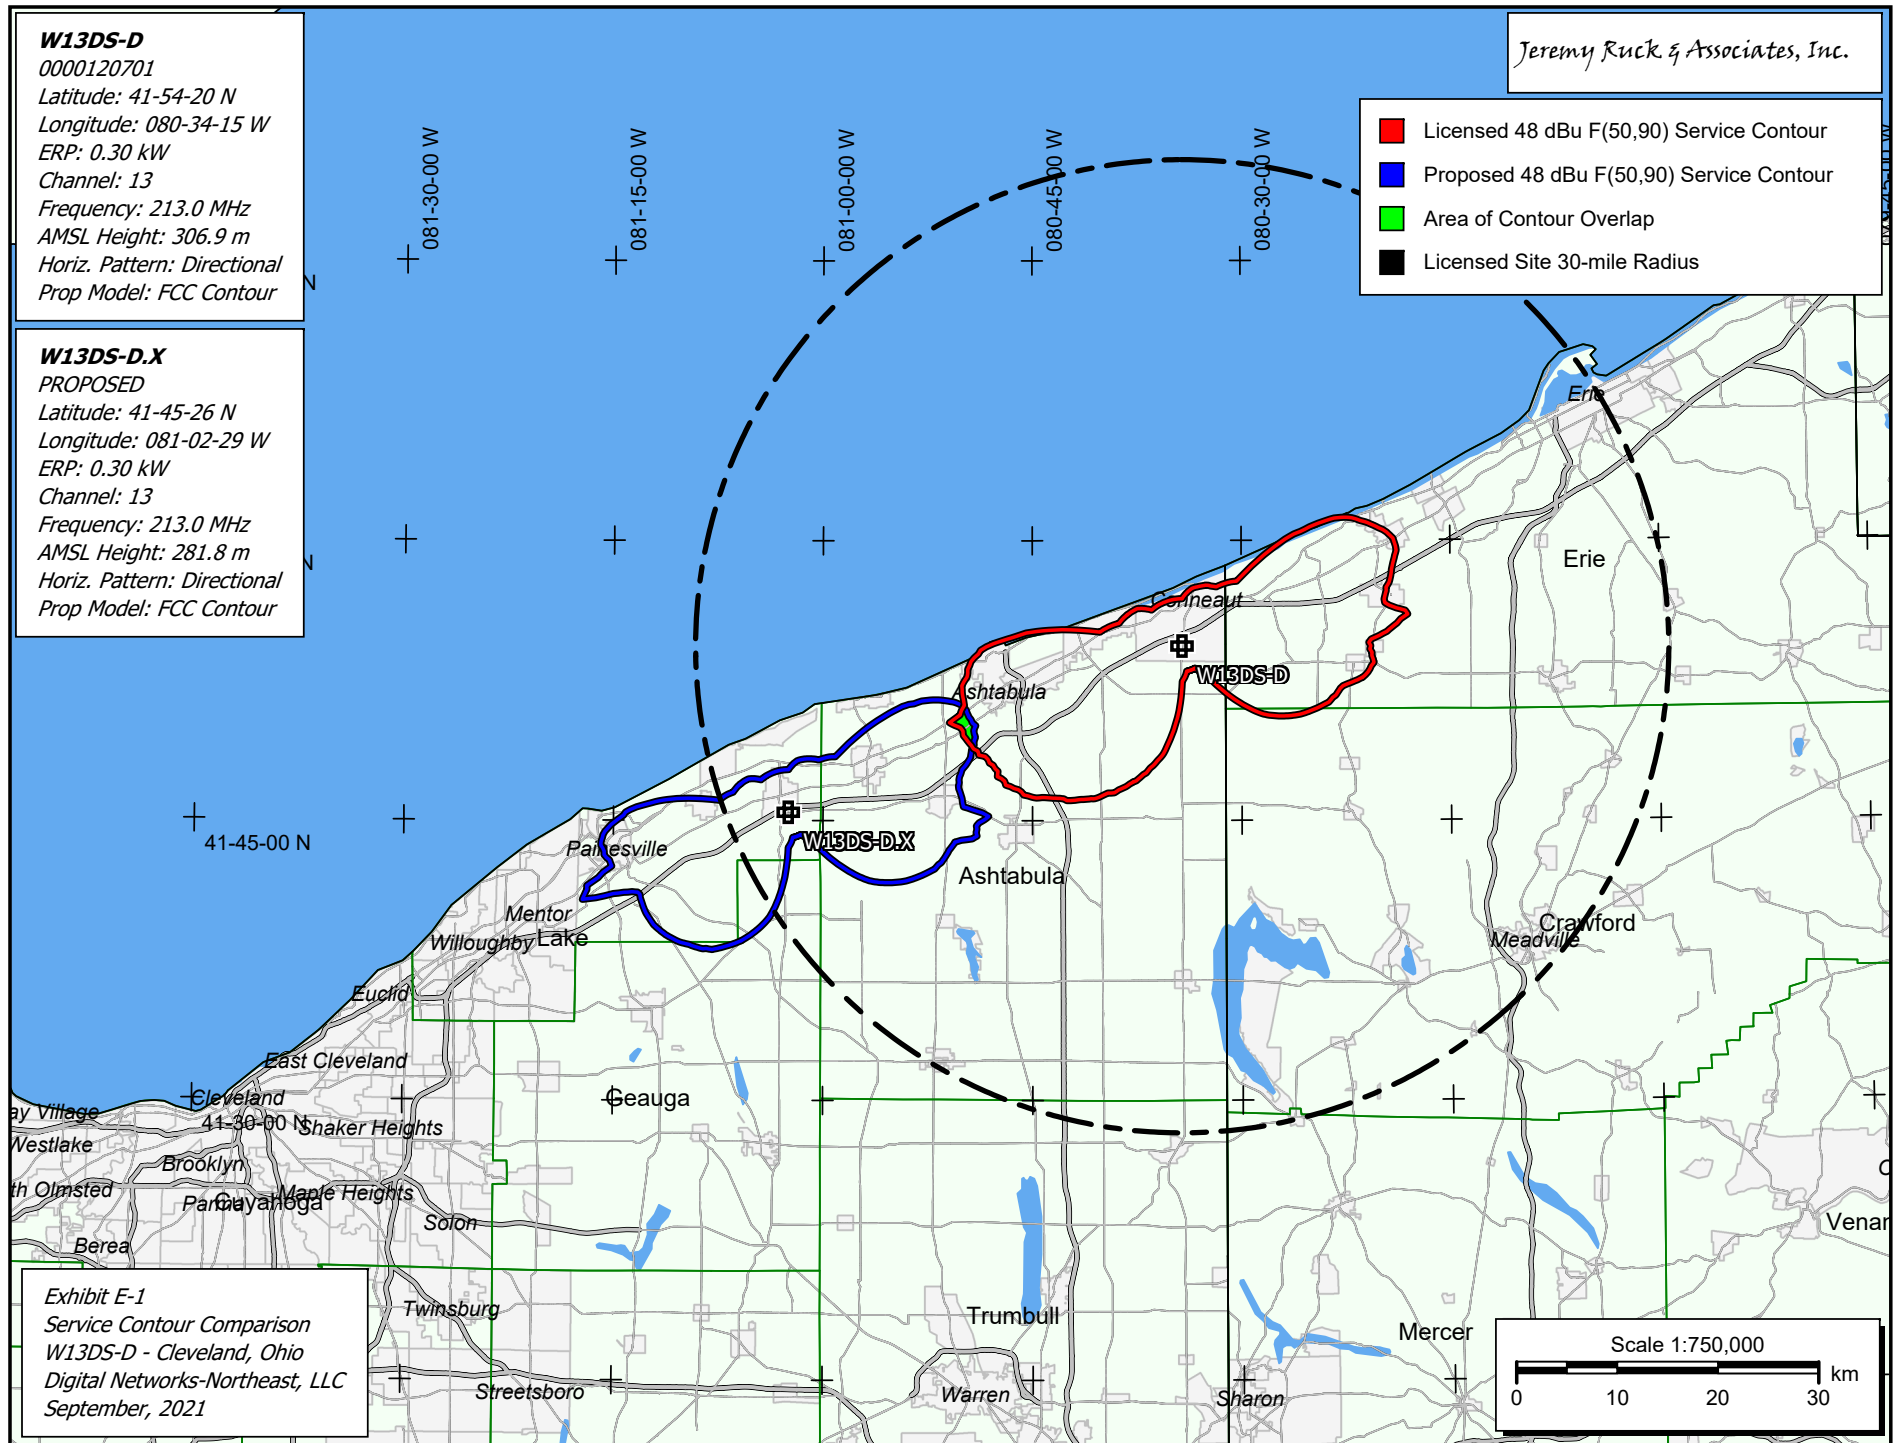 W13DS-D
0000120701
Latitude: 41-54-20 N
Longitude: 080-34-15 W
ERP: 0.30 kW
Channel: 13
Frequency: 213.0 MHz
AMSL Height: 306.9 m
Horiz. Pattern: Directional
Prop Model: FCC Contour
W13DS-D.X
PROPOSED
Latitude: 41-45-26 N
Longitude: 081-02-29 W
ERP: 0.30 kW
Channel: 13
Frequency: 213.0 MHz
AMSL Height: 281.8 m
Horiz. Pattern: Directional
Prop Model: FCC Contour
Jeremy Ruck & Associates, Inc.
Licensed 48 dBu F(50,90) Service Contour
Proposed 48 dBu F(50,90) Service Contour
Area of Contour Overlap
Licensed Site 30-mile Radius
081-30-00 W
081-15-00 W
081-00-00 W
080-45-00 W
080-30-00 W
N
N
Erie
Erie
Conneaut
W13DS-D
Ashtabula
41-45-00 N
Painesville
W13DS-D.X
Ashtabula
Mentor
Willoughby
Lake
Crawford
Meadville
Euclid
East Cleveland
Cleveland
Geauga
ay Village
41-30-00 N
Shaker Heights
Westlake
Brooklyn
th Olmsted
Parma
Cuyahoga
Maple Heights
Solon
Berea
Venar
Twinsburg
Trumbull
Mercer
Streetsboro
Warren
Sharon
Exhibit E-1
Service Contour Comparison
W13DS-D - Cleveland, Ohio
Digital Networks-Northeast, LLC
September, 2021
Scale 1:750,000
km
0 10 20 30